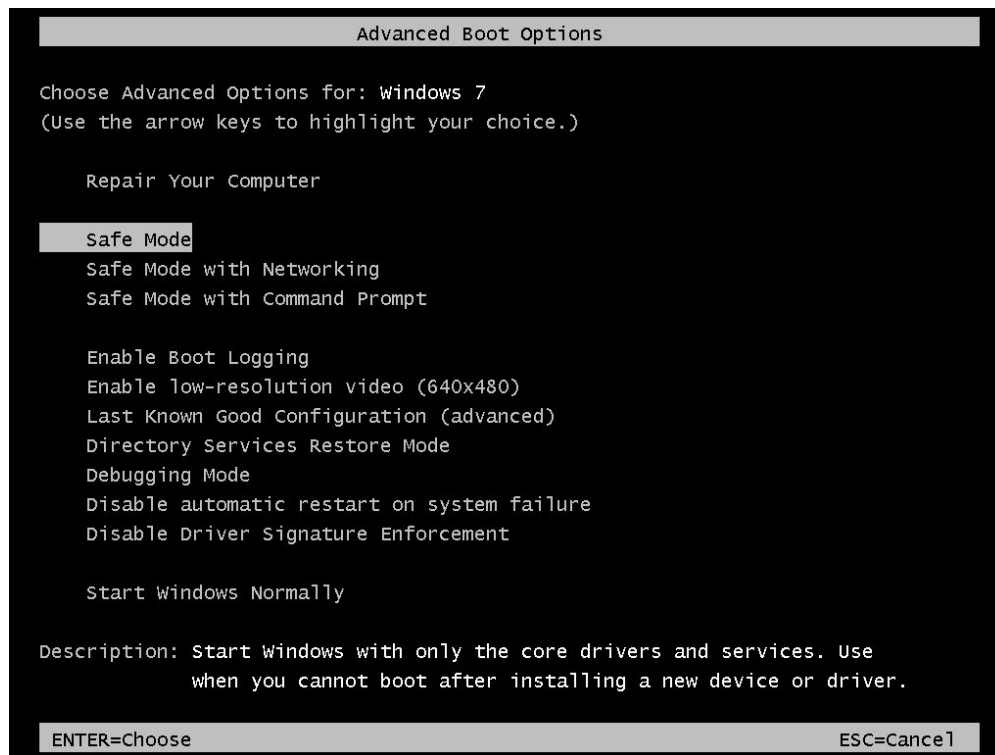 Advanced Boot Options
Choose Advanced Options for: Windows 7
(Use the arrow keys to highlight your choice.)
Repair Your Computer
Safe Mode
Safe Mode with Networking
Safe Mode with Command Prompt
Enable Boot Logging
Enable low-resolution video (640x480)
Last Known Good Configuration (advanced)
Directory Services Restore Mode
Debugging Mode
Disable automatic restart on system failure
Disable Driver Signature Enforcement
Start Windows Normally
Description: Start Windows with only the core drivers and services. Use
when you cannot boot after installing a new device or driver.
ENTER=Choose ESC=Cancel